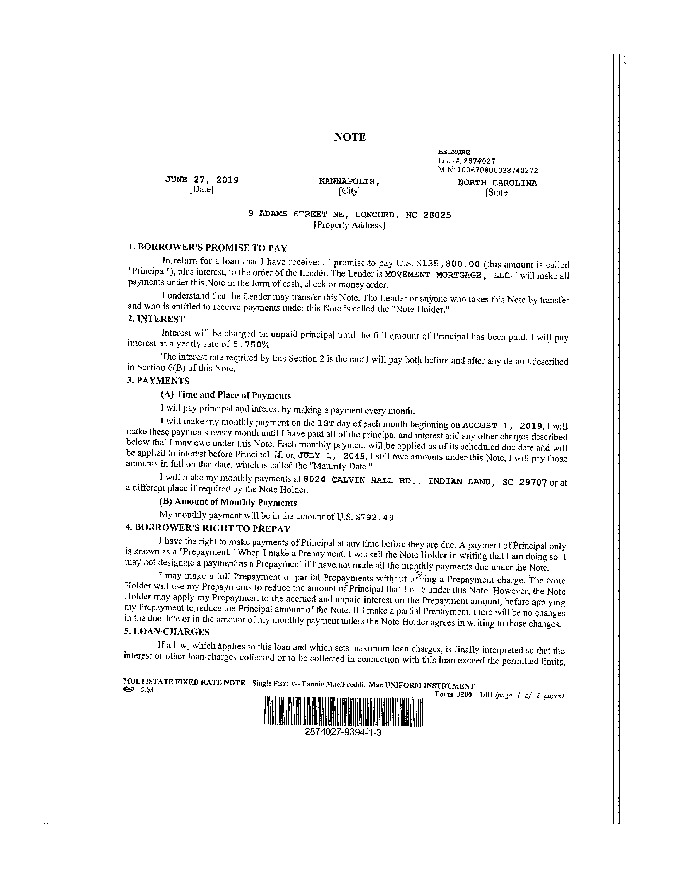 NOTE
Loan #: 2874027
MIN:
JUNE 27, 2019 KANNAPOLIS, NORTH CAROLINA
[Date] [City] [State
9 ADAMS STREET NE, CONCORD, NC 28025
[Property Address]
1. BORROWER'S PROMISE TO PAY
In return for a loan that I have received, I promise to pay U.S. $135,800.00 (this amount is called
"Principal"), plus interest, to the order of the Lender. The Lender is MOVEMENT MORTGAGE, LLC. I will make all
payments under this Note in the form of cash, check or money order.
I understand that the Lender may transfer this Note. The Lender or anyone who takes this Note by transfer
and who is entitled to receive payments under this Note is called the "Note Holder."
2. INTEREST
Interest will be charged on unpaid principal until the full amount of Principal has been paid. I will pay
interest at a yearly rate of 5.750%
The interest rate required by this Section 2 is the rate I will pay both before and after any default described
in Section 6(B) of this Note.
3. PAYMENTS
(A) Time and Place of Payments
I will pay principal and interest by making a payment every month.
I will make my monthly payment on the 1ST day of each month beginning on AUGUST 1, 2019. I will
make these payments every month until I have paid all of the principal and interest and any other charges described
below that I may owe under this Note. Each monthly payment will be applied as of its scheduled due date and will
be applied to interest before Principal. If, on JULY 1, 2049, I still owe amounts under this Note, I will pay those
amounts in full on that date, which is called the "Maturity Date."
I will make my monthly payments at 8024 CALVIN HALL RD., INDIAN LAND, SC 29707 or at
a different place if required by the Note Holder.
(B) Amount of Monthly Payments
My monthly payment will be in the amount of U.S. $792.49
4. BORROWER'S RIGHT TO PREPAY
I have the right to make payments of Principal at any time before they are due. A payment of Principal only
is known as a "Prepayment." When I make a Prepayment, I will tell the Note Holder in writing that I am doing so. I
may not designate a payment as a Prepayment if I have not made all the monthly payments due under the Note.
I may make a full Prepayment or partial Prepayments without paying a Prepayment charge. The Note
Holder will use my Prepayments to reduce the amount of Principal that I owe under this Note. However, the Note
Holder may apply my Prepayment to the accrued and unpaid interest on the Prepayment amount, before applying
my Prepayment to reduce the Principal amount of the Note. If I make a partial Prepayment, there will be no changes
in the due date or in the amount of my monthly payment unless the Note Holder agrees in writing to those changes.
5. LOAN CHARGES
If a law, which applies to this loan and which sets maximum loan charges, is finally interpreted so that the
interest or other loan charges collected or to be collected in connection with this loan exceed the permitted limits,
MULTISTATE FIXED RATE NOTE - Single Family - Fannie Mae/Freddie Mac UNIFORM INSTRUMENT
Form 3200 1/01 (page 1 of 3 pages)
2874027-9394-1-3